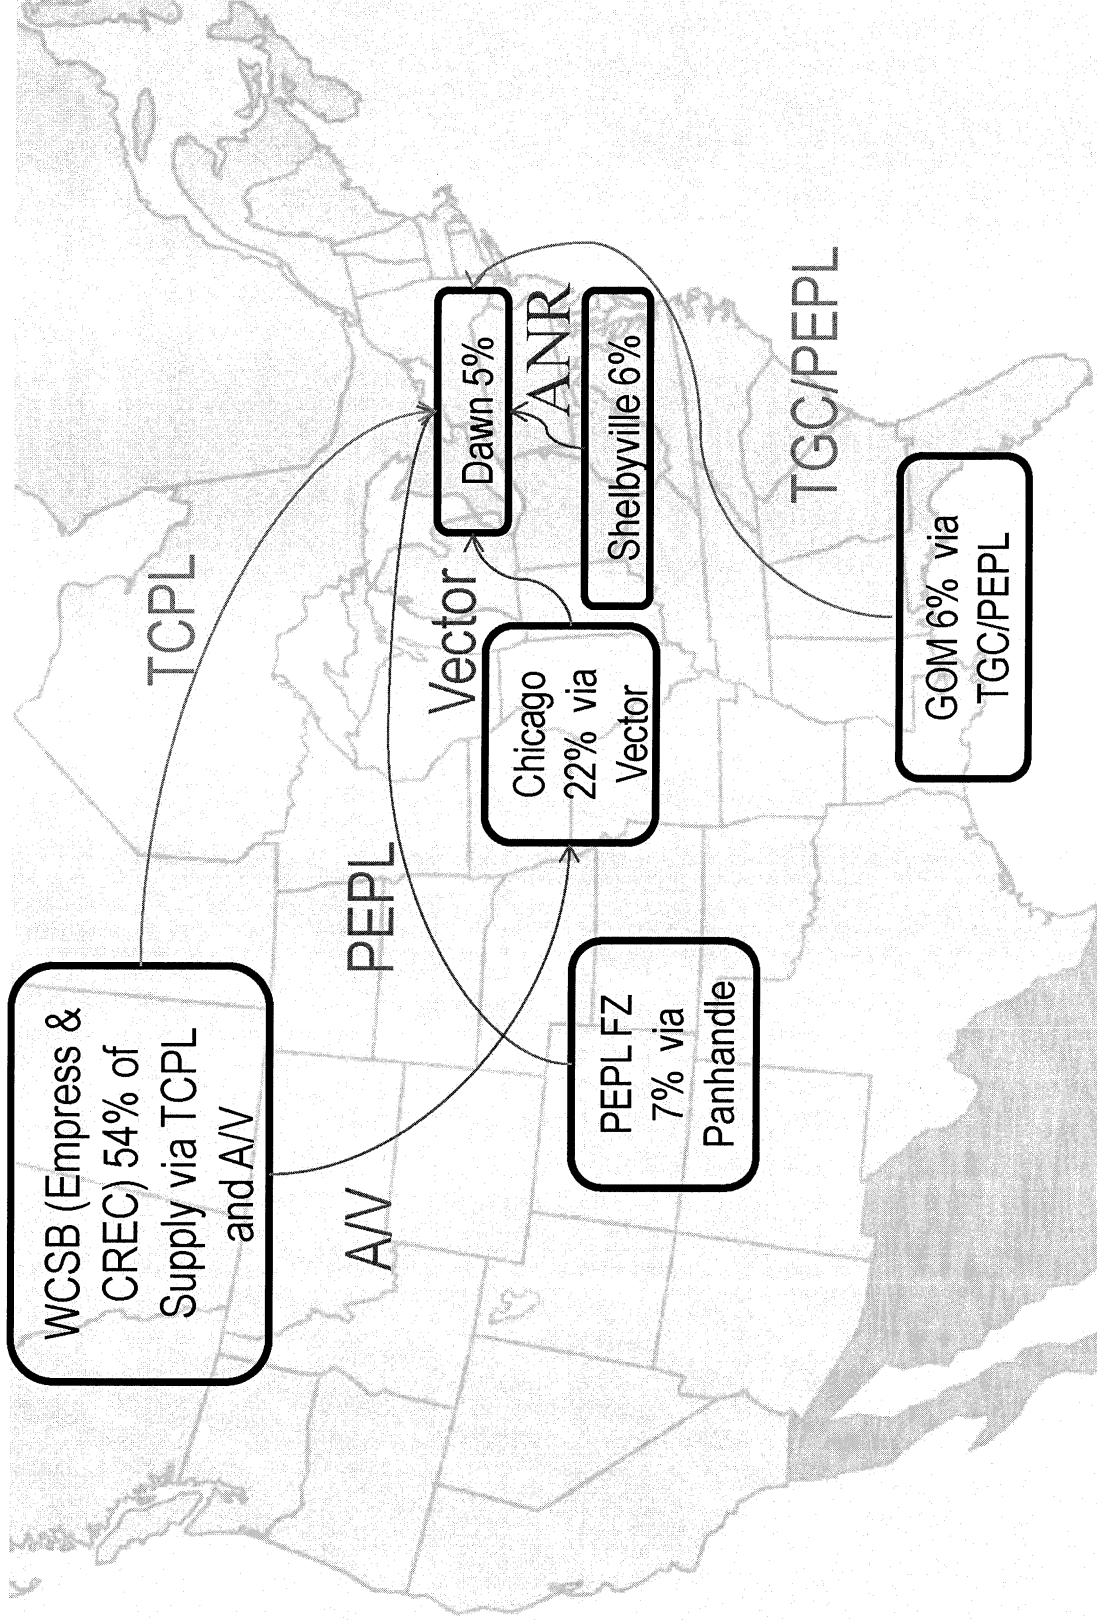 WCSB (Empress &
CREC) 54% of
Supply via TCPL
and A/V
TCPL
A/V
PEPL
Vector
Dawn 5%
ANR
Chicago
22% via
Vector
Shelbyville 6%
PEPL FZ
7% via
Panhandle
TGC/PEPL
GOM 6% via
TGC/PEPL